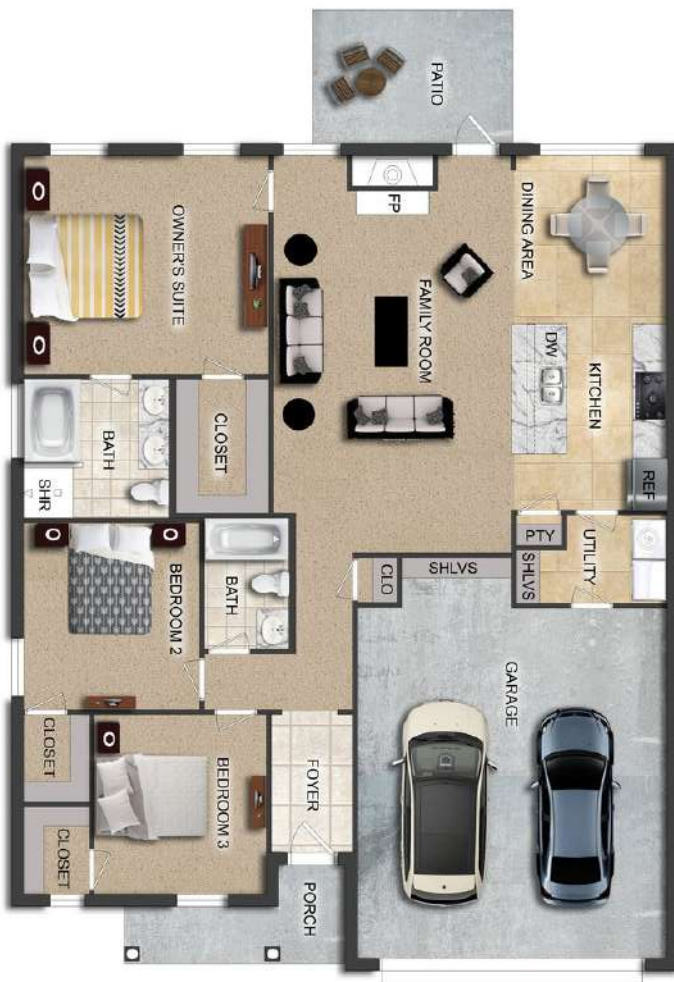 PATIO
FP
OWNER'S SUITE
FAMILY ROOM
DINING AREA
DW
KITCHEN
REF
BATH
CLOSET
SHR
PTY
UTILITY
SHLVS
SHLVS
CLO
BATH
BEDROOM 2
GARAGE
CLOSET
BEDROOM 3
FOYER
CLOSET
PORCH